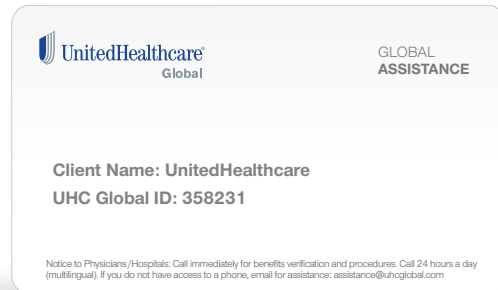 UnitedHealthcare®
Global
GLOBAL
ASSISTANCE
Client Name: UnitedHealthcare
UHC Global ID: 358231
Notice to Physicians/Hospitals: Call immediately for benefits verification and procedures. Call 24 hours a day
(multilingual). If you do not have access to a phone, email for assistance: assistance@uhcglobal.com